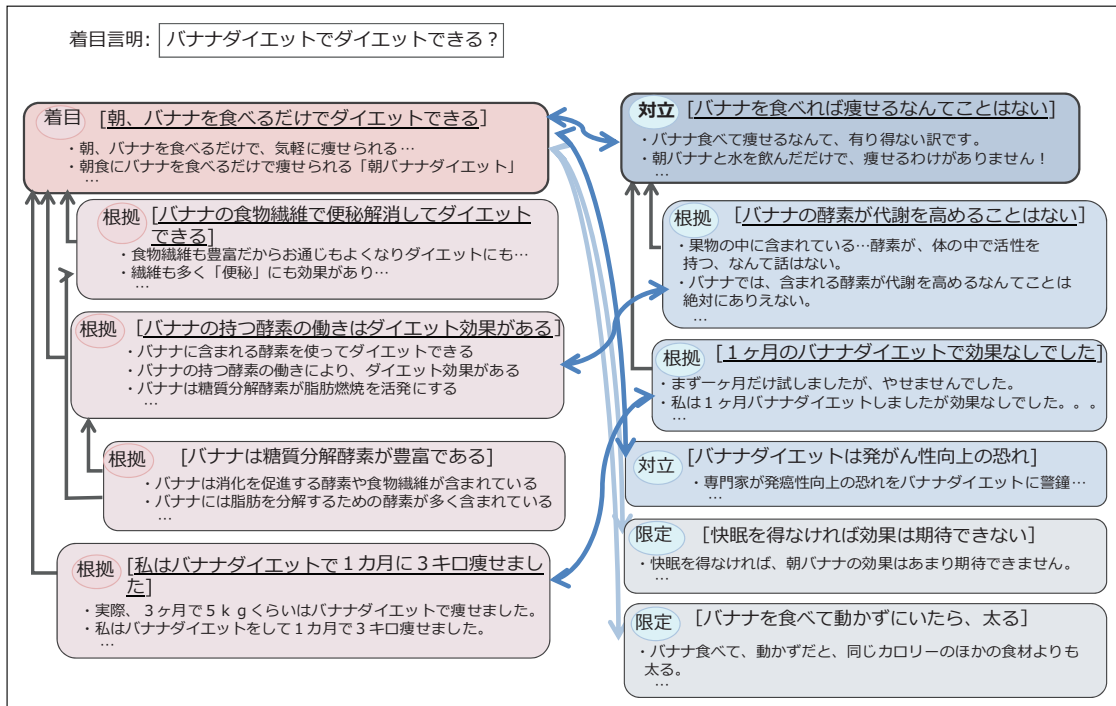 着目言明: バナナダイエットでダイエットできる？
着目 [朝、バナナを食べるだけでダイエットできる]
・朝、バナナを食べるだけで、気軽に痩せられる…
・朝食にバナナを食べるだけで痩せられる「朝バナナダイエット」
…
根拠 [バナナの食物繊維で便秘解消してダイエット
できる]
・食物繊維も豊富だからお通じもよくなりダイエットにも…
・繊維も多く「便秘」にも効果があり…
…
根拠 [バナナの持つ酵素の働きはダイエット効果がある]
・バナナに含まれる酵素を使ってダイエットできる
・バナナの持つ酵素の働きにより、ダイエット効果がある
・バナナは糖質分解酵素が脂肪燃焼を活発にする
…
根拠 [バナナは糖質分解酵素が豊富である]
・バナナは消化を促進する酵素や食物繊維が含まれている
・バナナには脂肪を分解するための酵素が多く含まれている
…
根拠 [私はバナナダイエットで１カ月に３キロ痩せまし
た]
・実際、３ヶ月で５ｋｇくらいはバナナダイエットで痩せました。
・私はバナナダイエットをして１カ月で３キロ痩せました。
…
対立 [バナナを食べれば痩せるなんてことはない]
・バナナ食べて痩せるなんて、有り得ない訳です。
・朝バナナと水を飲んだだけで、痩せるわけがありません！
…
根拠 [バナナの酵素が代謝を高めることはない]
・果物の中に含まれている…酵素が、体の中で活性を
持つ、なんて話はない。
・バナナでは、含まれる酵素が代謝を高めるなんてことは
絶対にありえない。
…
根拠 [１ヶ月のバナナダイエットで効果なしでした]
・まず一ヶ月だけ試しましたが、やせませんでした。
・私は１ヶ月バナナダイエットしましたが効果なしでした。。。
…
対立 [バナナダイエットは発がん性向上の恐れ]
・専門家が発癌性向上の恐れをバナナダイエットに警鐘…
…
限定 [快眠を得なければ効果は期待できない]
・快眠を得なければ、朝バナナの効果はあまり期待できません。
…
限定 [バナナを食べて動かずにいたら、太る]
・バナナ食べて、動かずだと、同じカロリーのほかの食材よりも
太る。
…